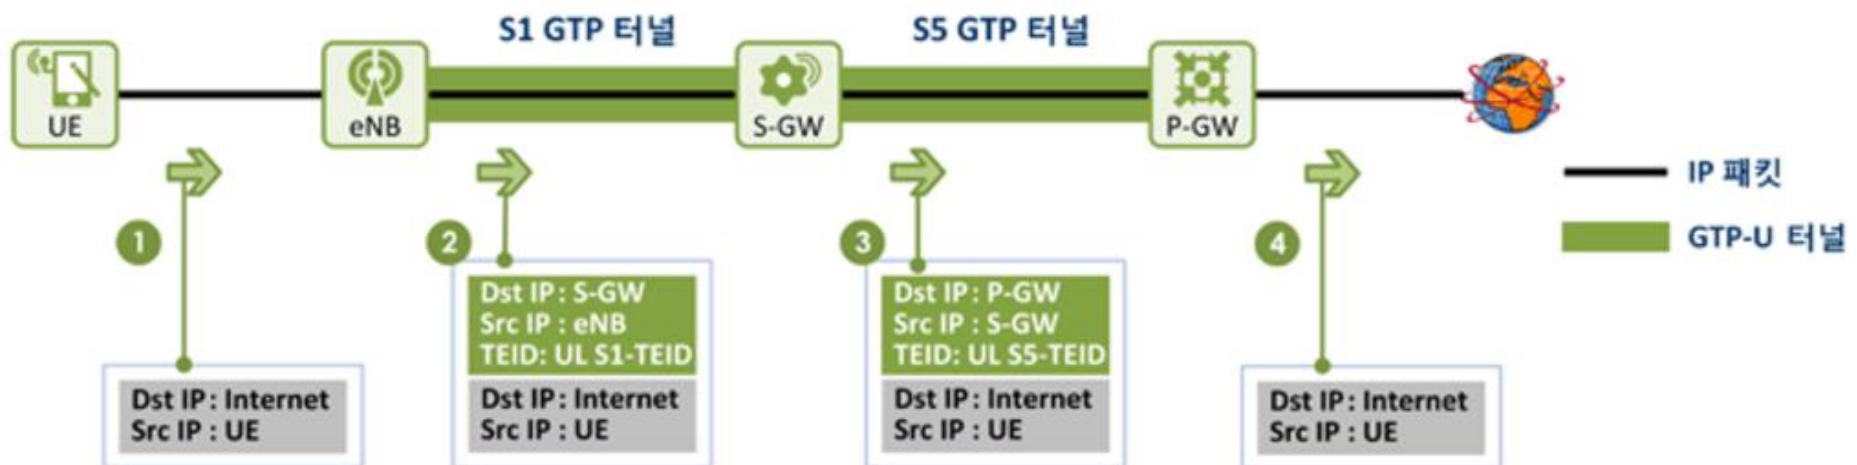 S1 GTP 터널
S5 GTP 터널
UE
eNB
S-GW
P-GW
IP 패킷
GTP-U 터널
1
2
3
4
Dst IP : Internet
Src IP : UE
Dst IP : S-GW
Src IP : eNB
TEID: UL S1-TEID
Dst IP : Internet
Src IP : UE
Dst IP : P-GW
Src IP : S-GW
TEID: UL S5-TEID
Dst IP : Internet
Src IP : UE
Dst IP : Internet
Src IP : UE